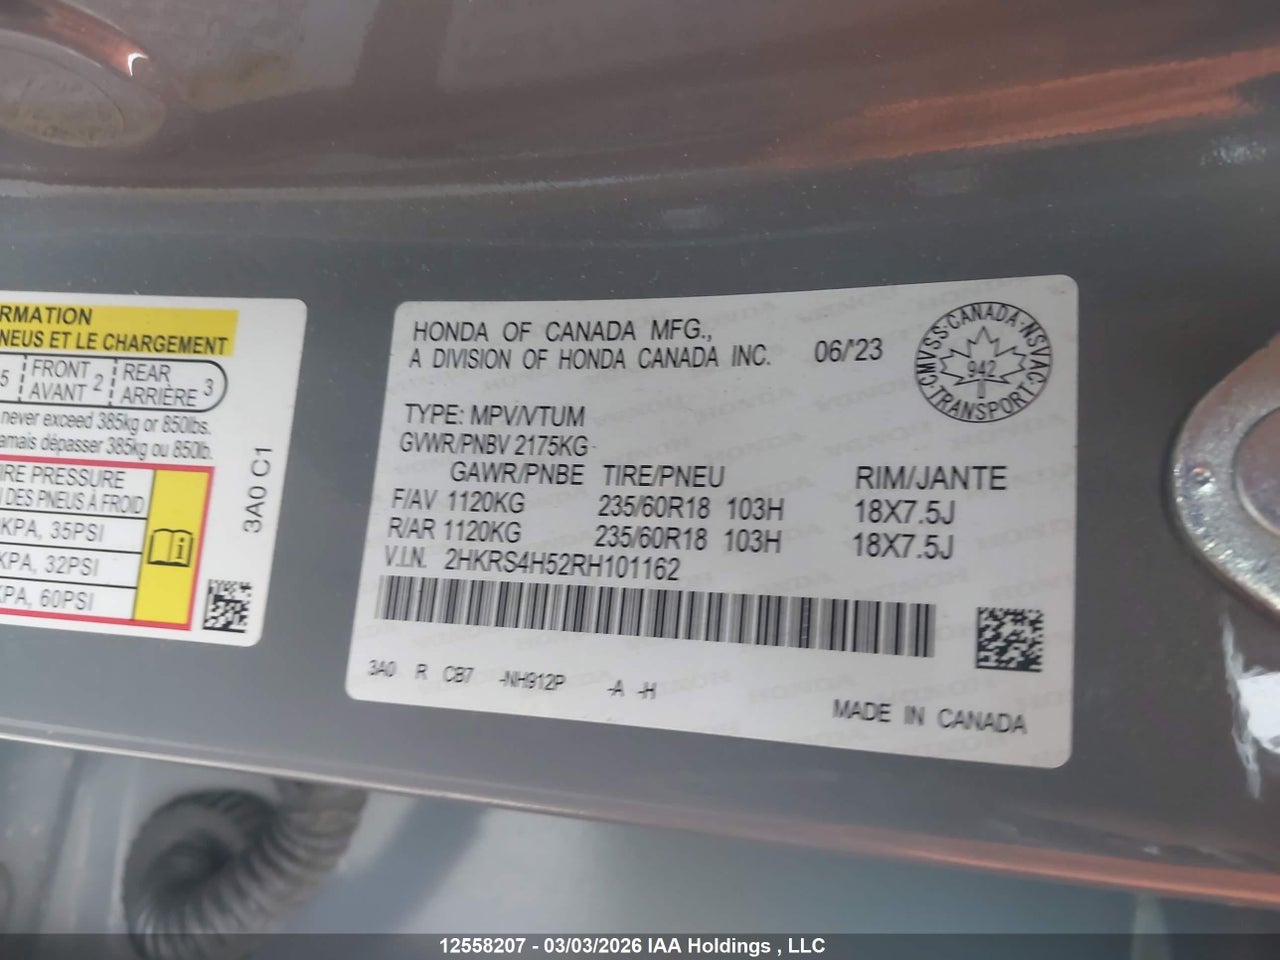 RMATION
NEUS ET LE CHARGEMENT
5 FRONT AVANT 2 REAR ARRIÈRE 3
never exceed 385kg or 850lbs.
amais dépasser 385kg ou 850lb.
IRE PRESSURE
DES PNEUS À FROID
KPA, 35PSI
KPA, 32PSI
KPA, 60PSI
3A0 C1
HONDA OF CANADA MFG.,
A DIVISION OF HONDA CANADA INC. 06/'23
CMVSS·CANADA·NSVAC·TRANSPORT
942
TYPE: MPV/VTUM
GVWR/PNBV 2175KG
GAWR/PNBE TIRE/PNEU RIM/JANTE
F/AV 1120KG 235/60R18 103H 18X7.5J
R/AR 1120KG 235/60R18 103H 18X7.5J
V.I.N. 2HKRS4H52RH101162
3A0 R CB7 -NH912P -A -H
MADE IN CANADA
12558207 - 03/03/2026 IAA Holdings , LLC